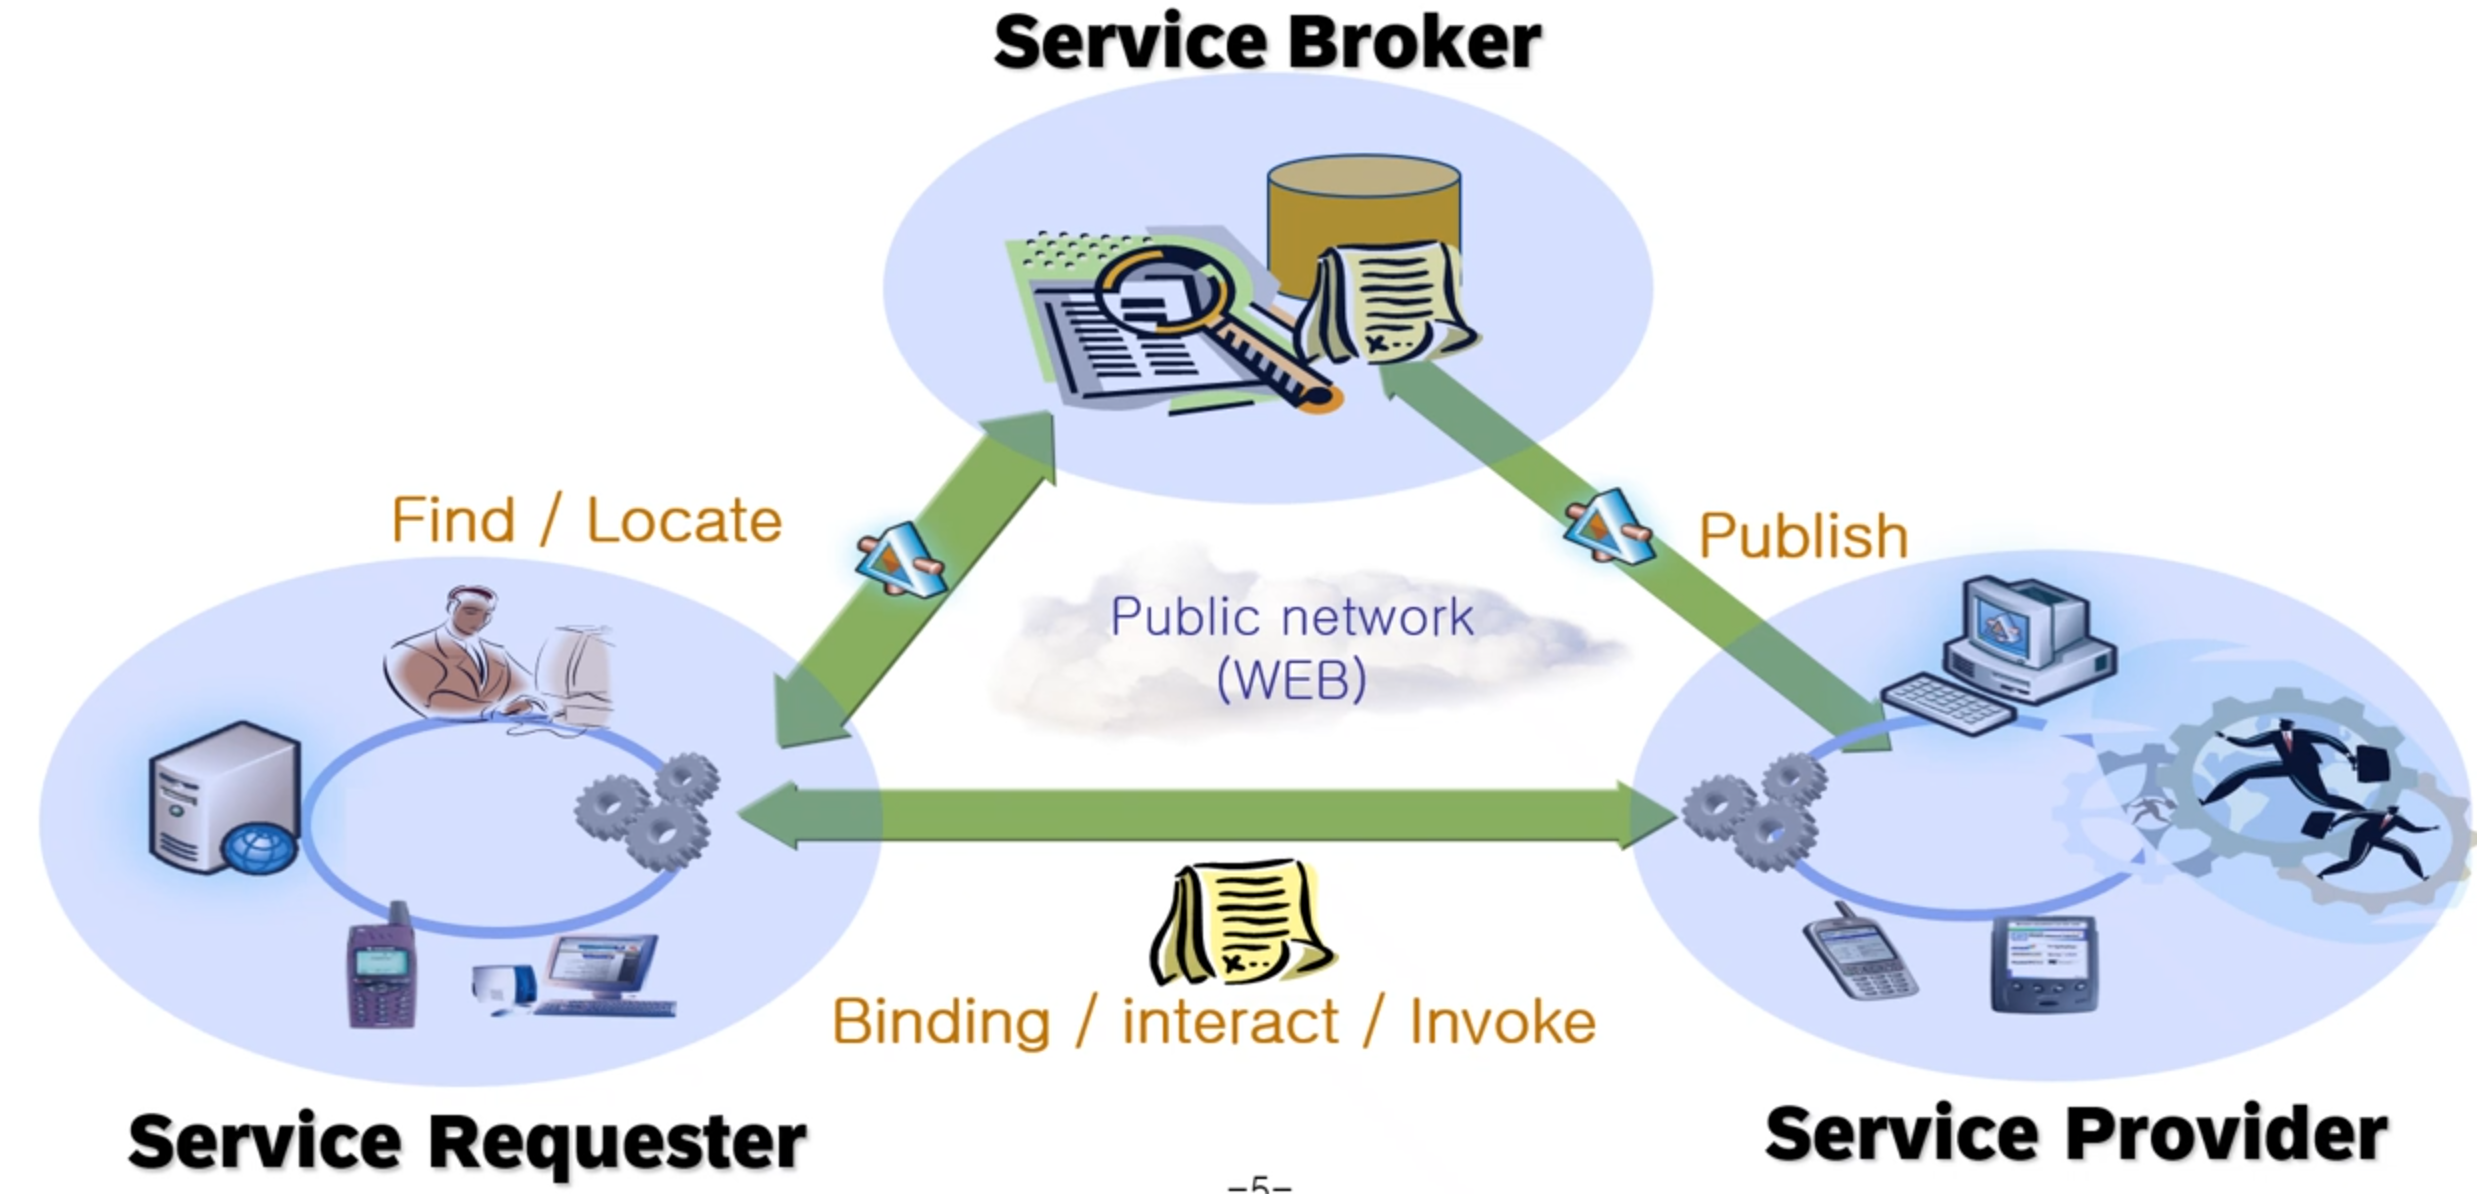 Service Broker
Find / Locate
Publish
Public network
(WEB)
Binding / interact / Invoke
Service Requester
Service Provider
-5-